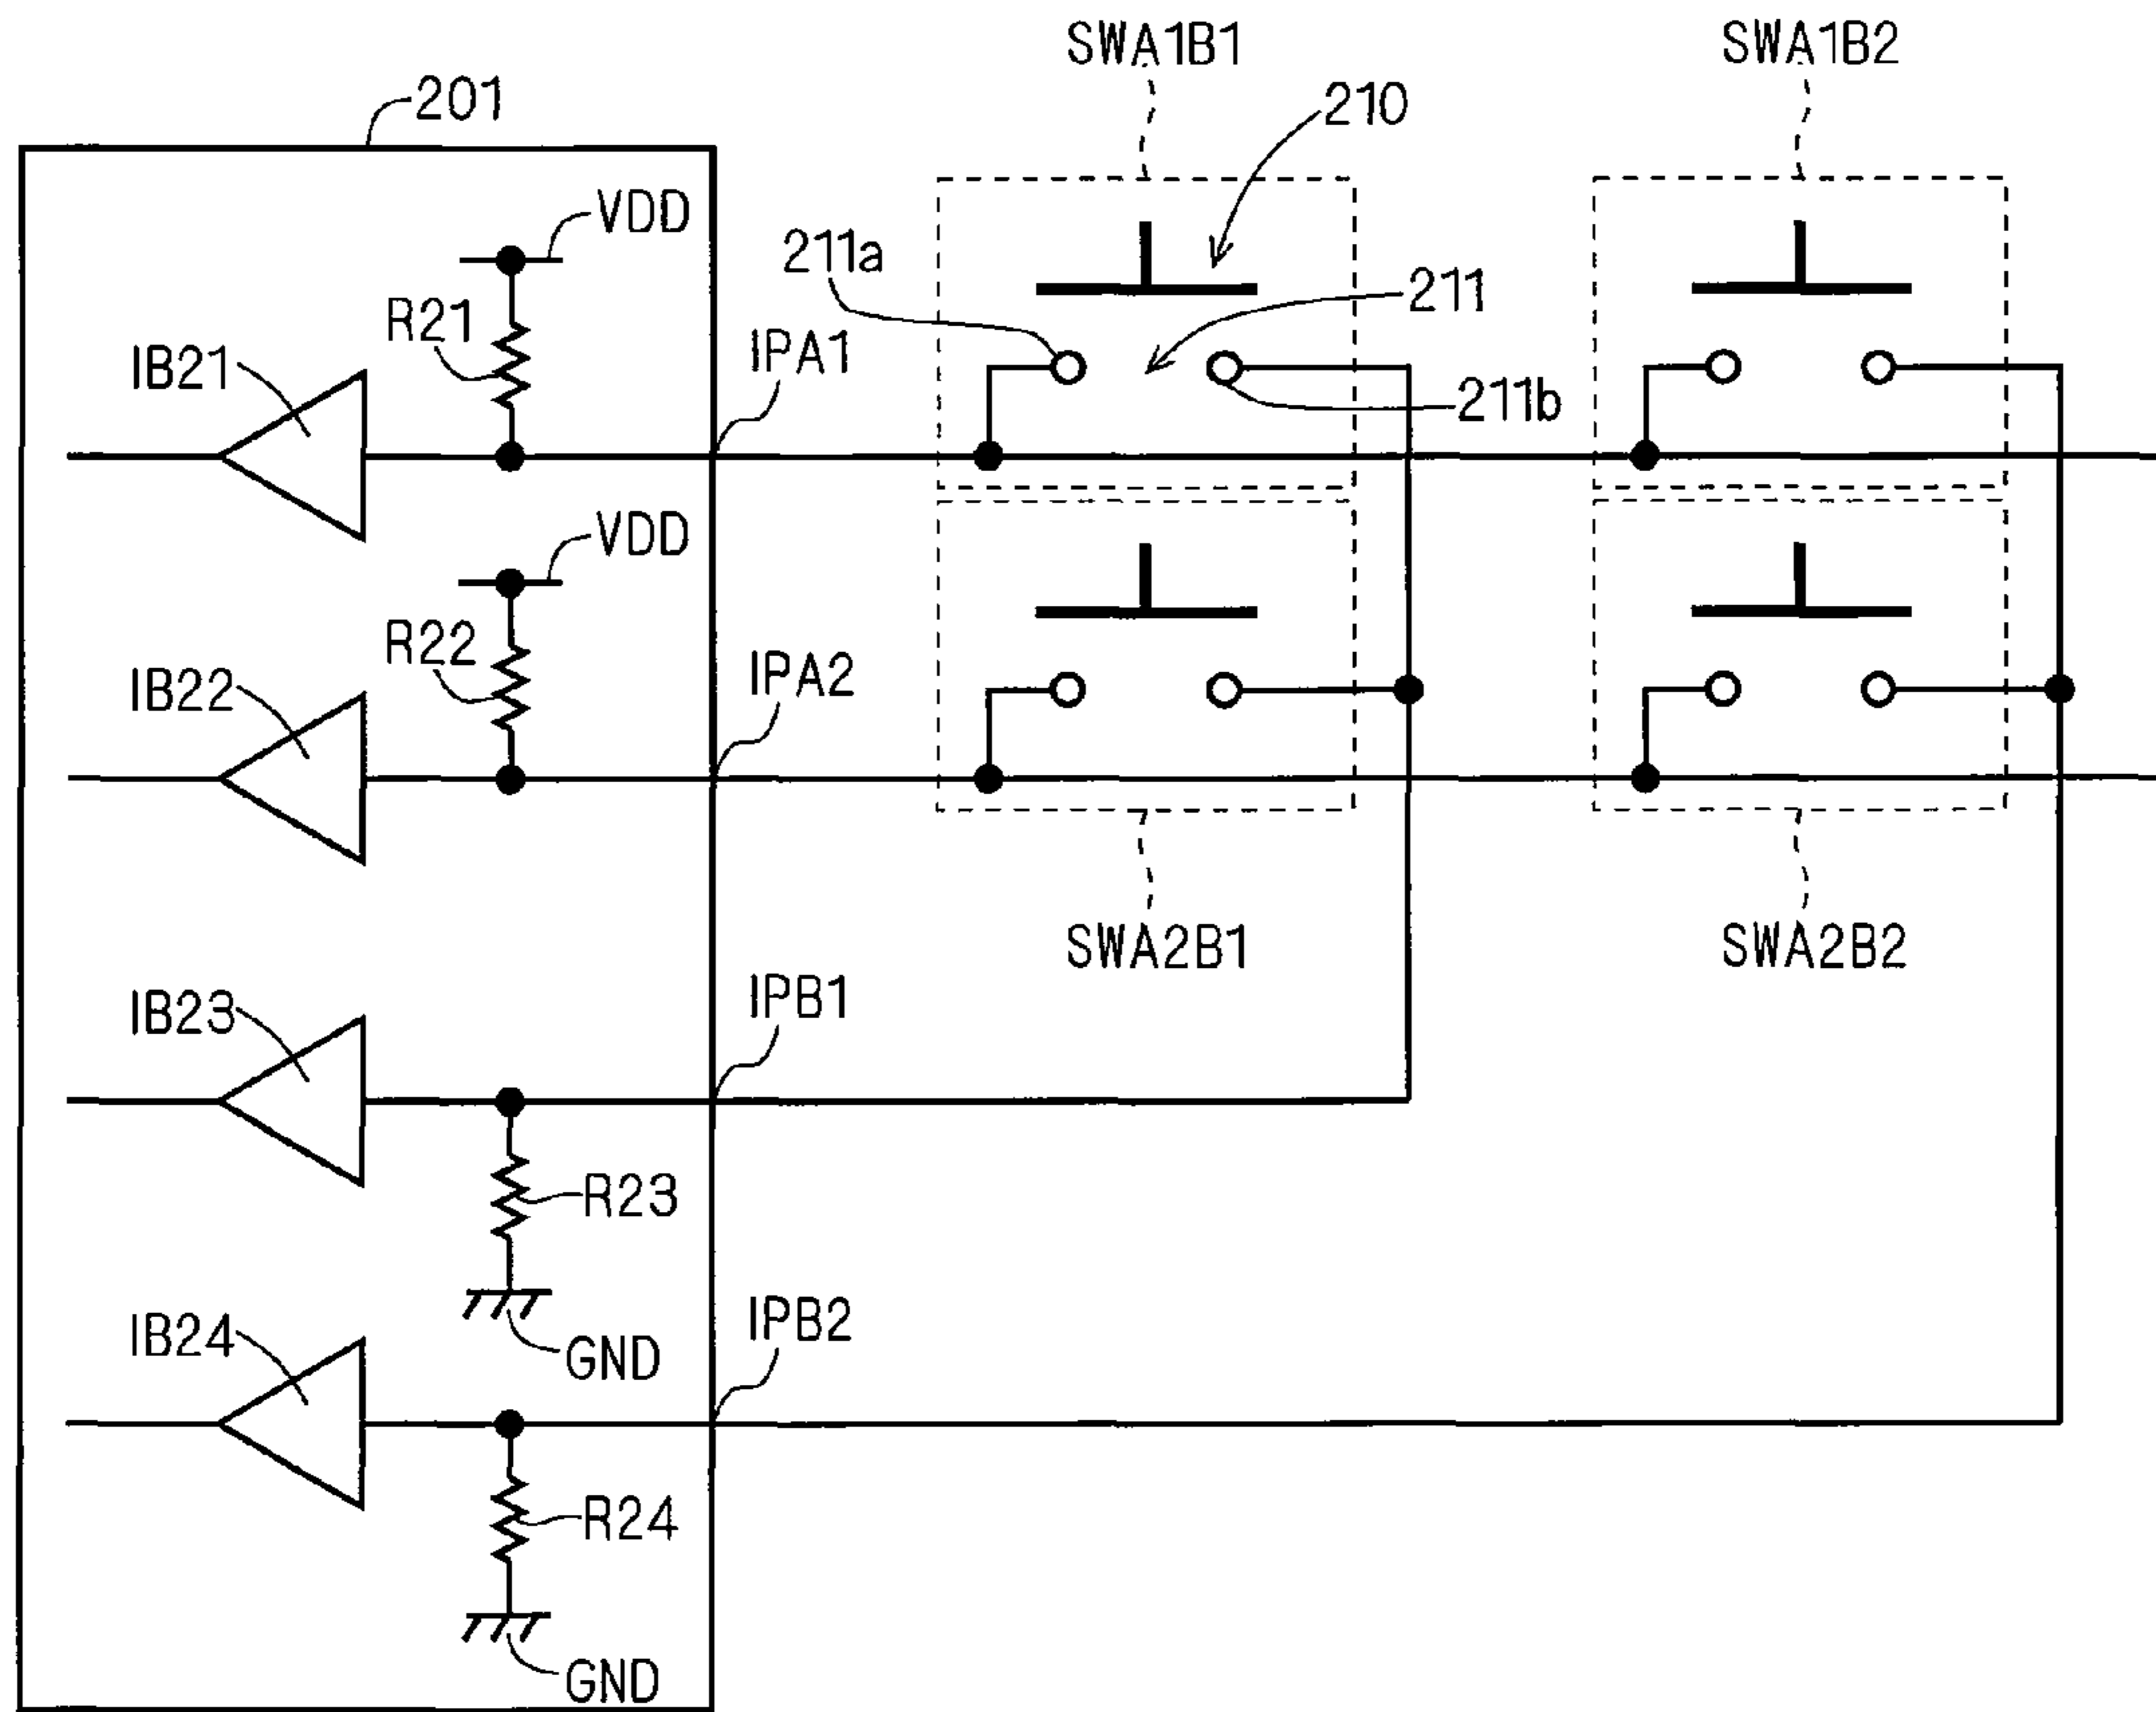 SWA1B1
SWA1B2
201
210
VDD
211a
211
R21
IPA1
IB21
211b
VDD
R22
IPA2
IB22
SWA2B1
SWA2B2
IPB1
IB23
R23
IPB2
IB24
GND
R24
GND